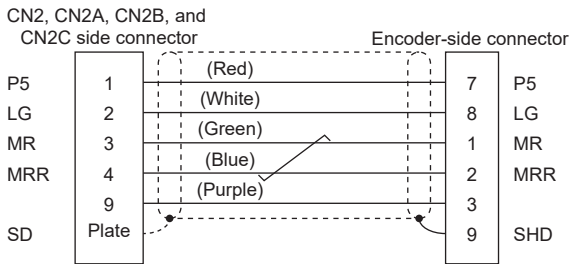 CN2, CN2A, CN2B, and
CN2C side connector
Encoder-side connector
P5 1 (Red) 7 P5
LG 2 (White) 8 LG
MR 3 (Green) 1 MR
MRR 4 (Blue) 2 MRR
9 (Purple) 3
SD Plate 9 SHD